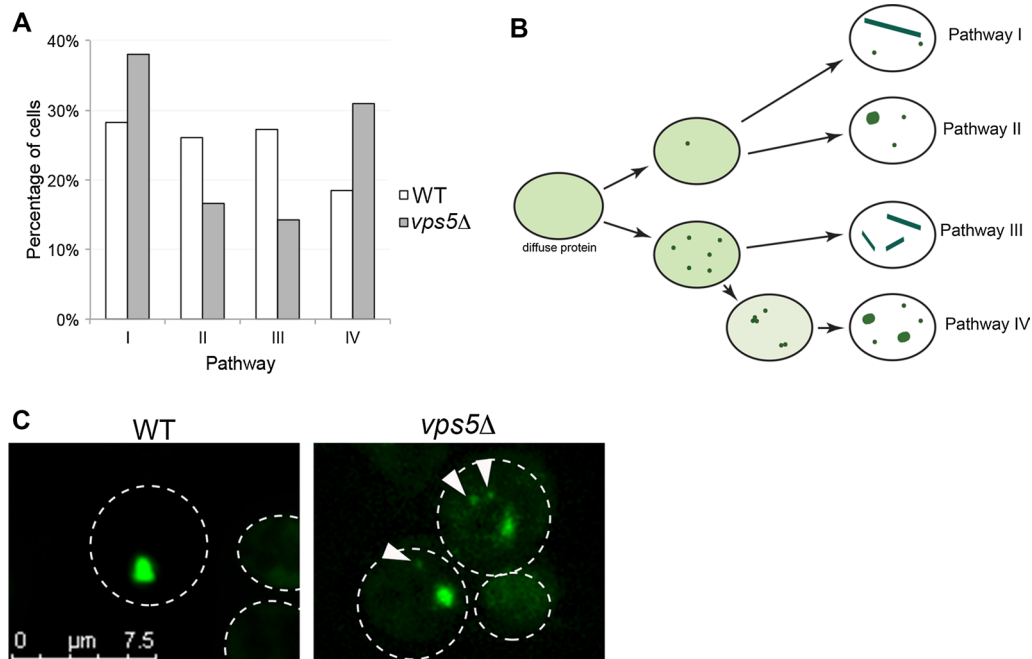 A
40%
30%
20%
10%
0%
Percentage of cells
I II III IV
Pathway
WT
vps5Δ
B
diffuse protein
Pathway I
Pathway II
Pathway III
Pathway IV
C
WT
vps5Δ
0 μm 7.5